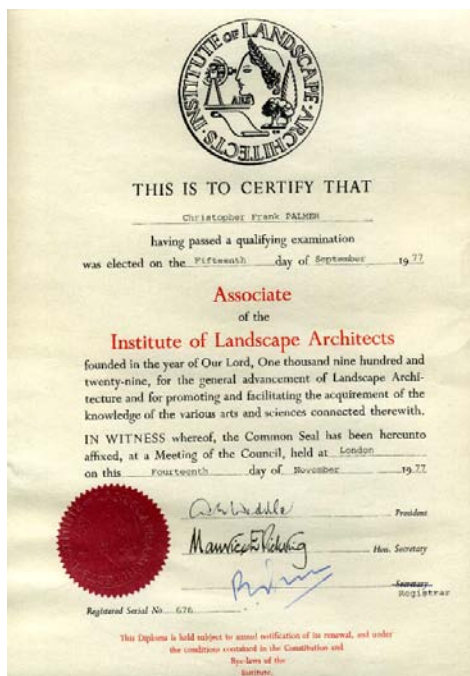 INSTITUTE OF LANDSCAPE ARCHITECTS
THIS IS TO CERTIFY THAT
Christopher Frank PALMER
having passed a qualifying examination
was elected on the Fifteenth day of September 1977
Associate
of the
Institute of Landscape Architects
founded in the year of Our Lord, One thousand nine hundred and
twenty-nine, for the general advancement of Landscape Archi-
tecture and for promoting and facilitating the acquirement of the
knowledge of the various arts and sciences connected therewith.
IN WITNESS whereof, the Common Seal has been hereunto
affixed, at a Meeting of the Council, held at London
on this Fourteenth day of November 1977
President
Hon. Secretary
Secretary
Registrar
Registered Serial No 676
This Diploma is held subject to annual notification of its renewal, and under
the conditions contained in the Constitution and
Bye-laws of the
Institute.